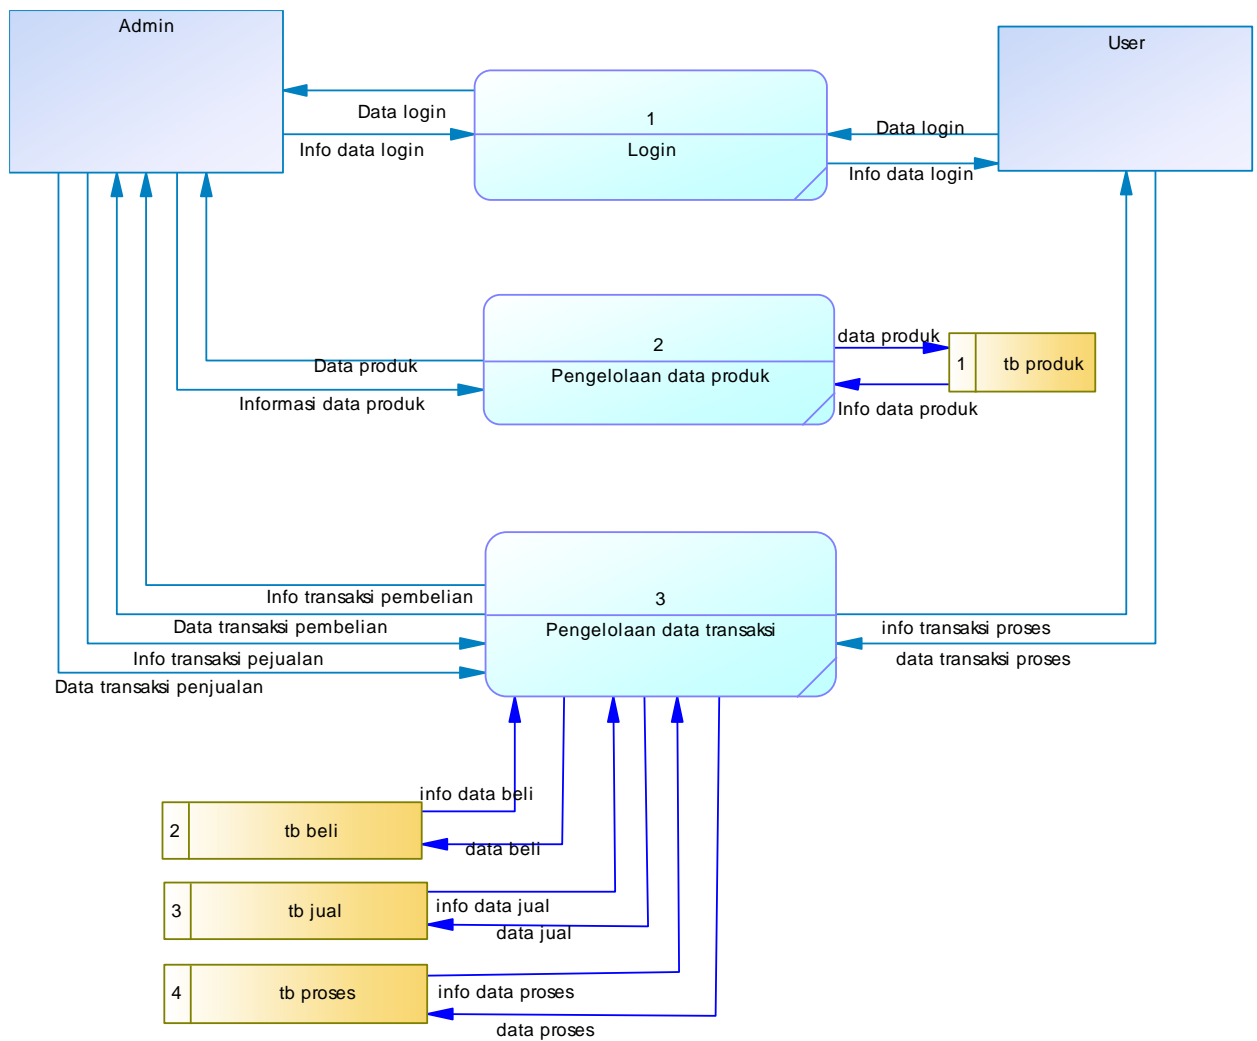 Admin
User
1
Login
Data login
Info data login
Data login
Info data login
2
Pengelolaan data produk
Data produk
Informasi data produk
data produk
Info data produk
1
tb produk
3
Pengelolaan data transaksi
Info transaksi pembelian
Data transaksi pembelian
Info transaksi pejualan
Data transaksi penjualan
info transaksi proses
data transaksi proses
info data beli
2
tb beli
data beli
3
tb jual
info data jual
data jual
4
tb proses
info data proses
data proses